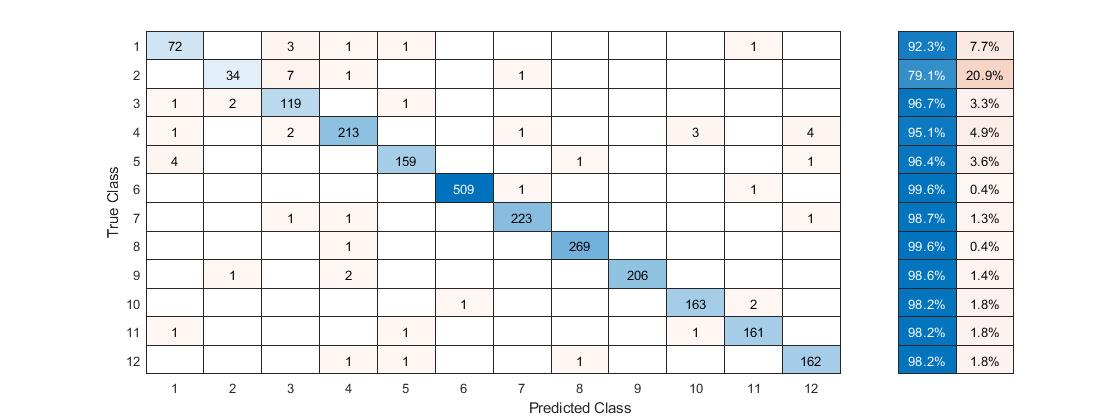 1 72 3 1 1 1 92.3% 7.7%
2 34 7 1 1 79.1% 20.9%
3 1 2 119 1 96.7% 3.3%
4 1 2 213 1 3 4 95.1% 4.9%
5 4 159 1 1 96.4% 3.6%
6 509 1 1 99.6% 0.4%
7 1 1 223 1 98.7% 1.3%
8 1 269 99.6% 0.4%
9 1 2 206 98.6% 1.4%
10 1 163 2 98.2% 1.8%
11 1 1 1 161 98.2% 1.8%
12 1 1 1 162 98.2% 1.8%
1 2 3 4 5 6 7 8 9 10 11 12
Predicted Class
True Class